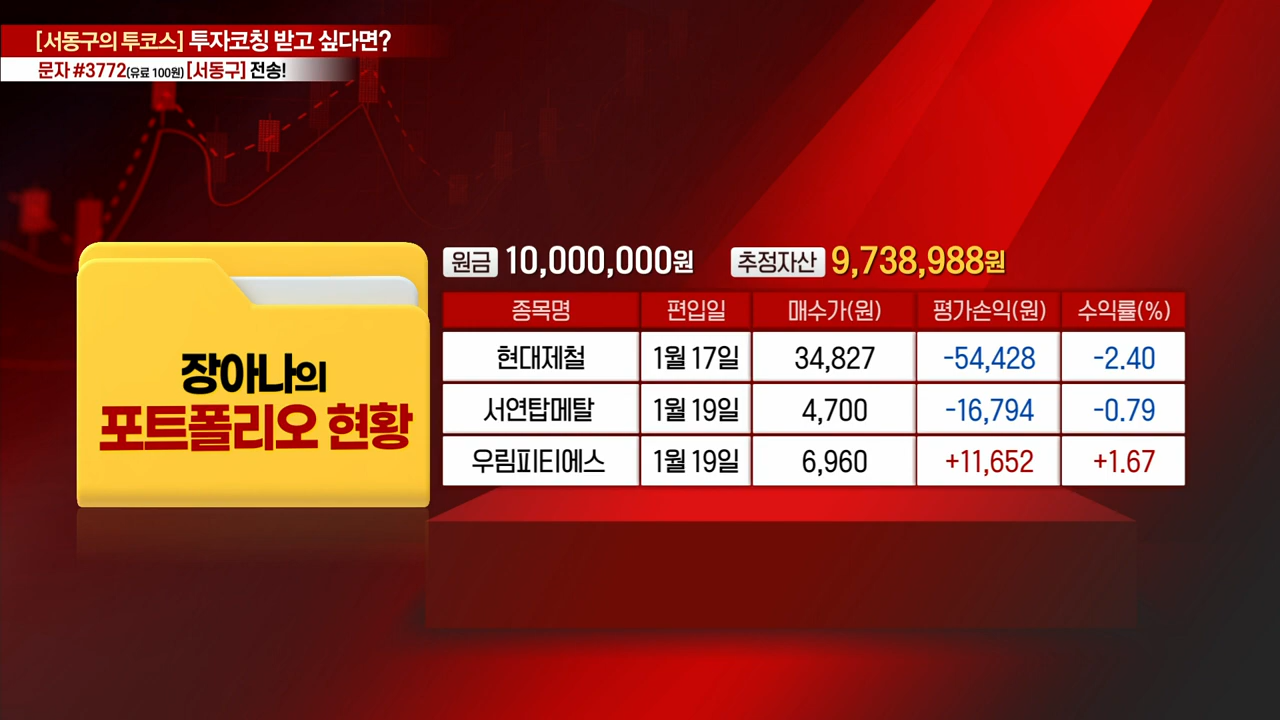 [서동구의 투코스] 투자코칭 받고 싶다면?
문자 #3772(유료 100원) [서동구] 전송!
장아나의
포트폴리오 현황
원금 10,000,000원 추정자산 9,738,988원
종목명 편입일 매수가(원) 평가손익(원) 수익률(%)
현대제철 1월 17일 34,827 -54,428 -2.40
서연탑메탈 1월 19일 4,700 -16,794 -0.79
우림피티에스 1월 19일 6,960 +11,652 +1.67